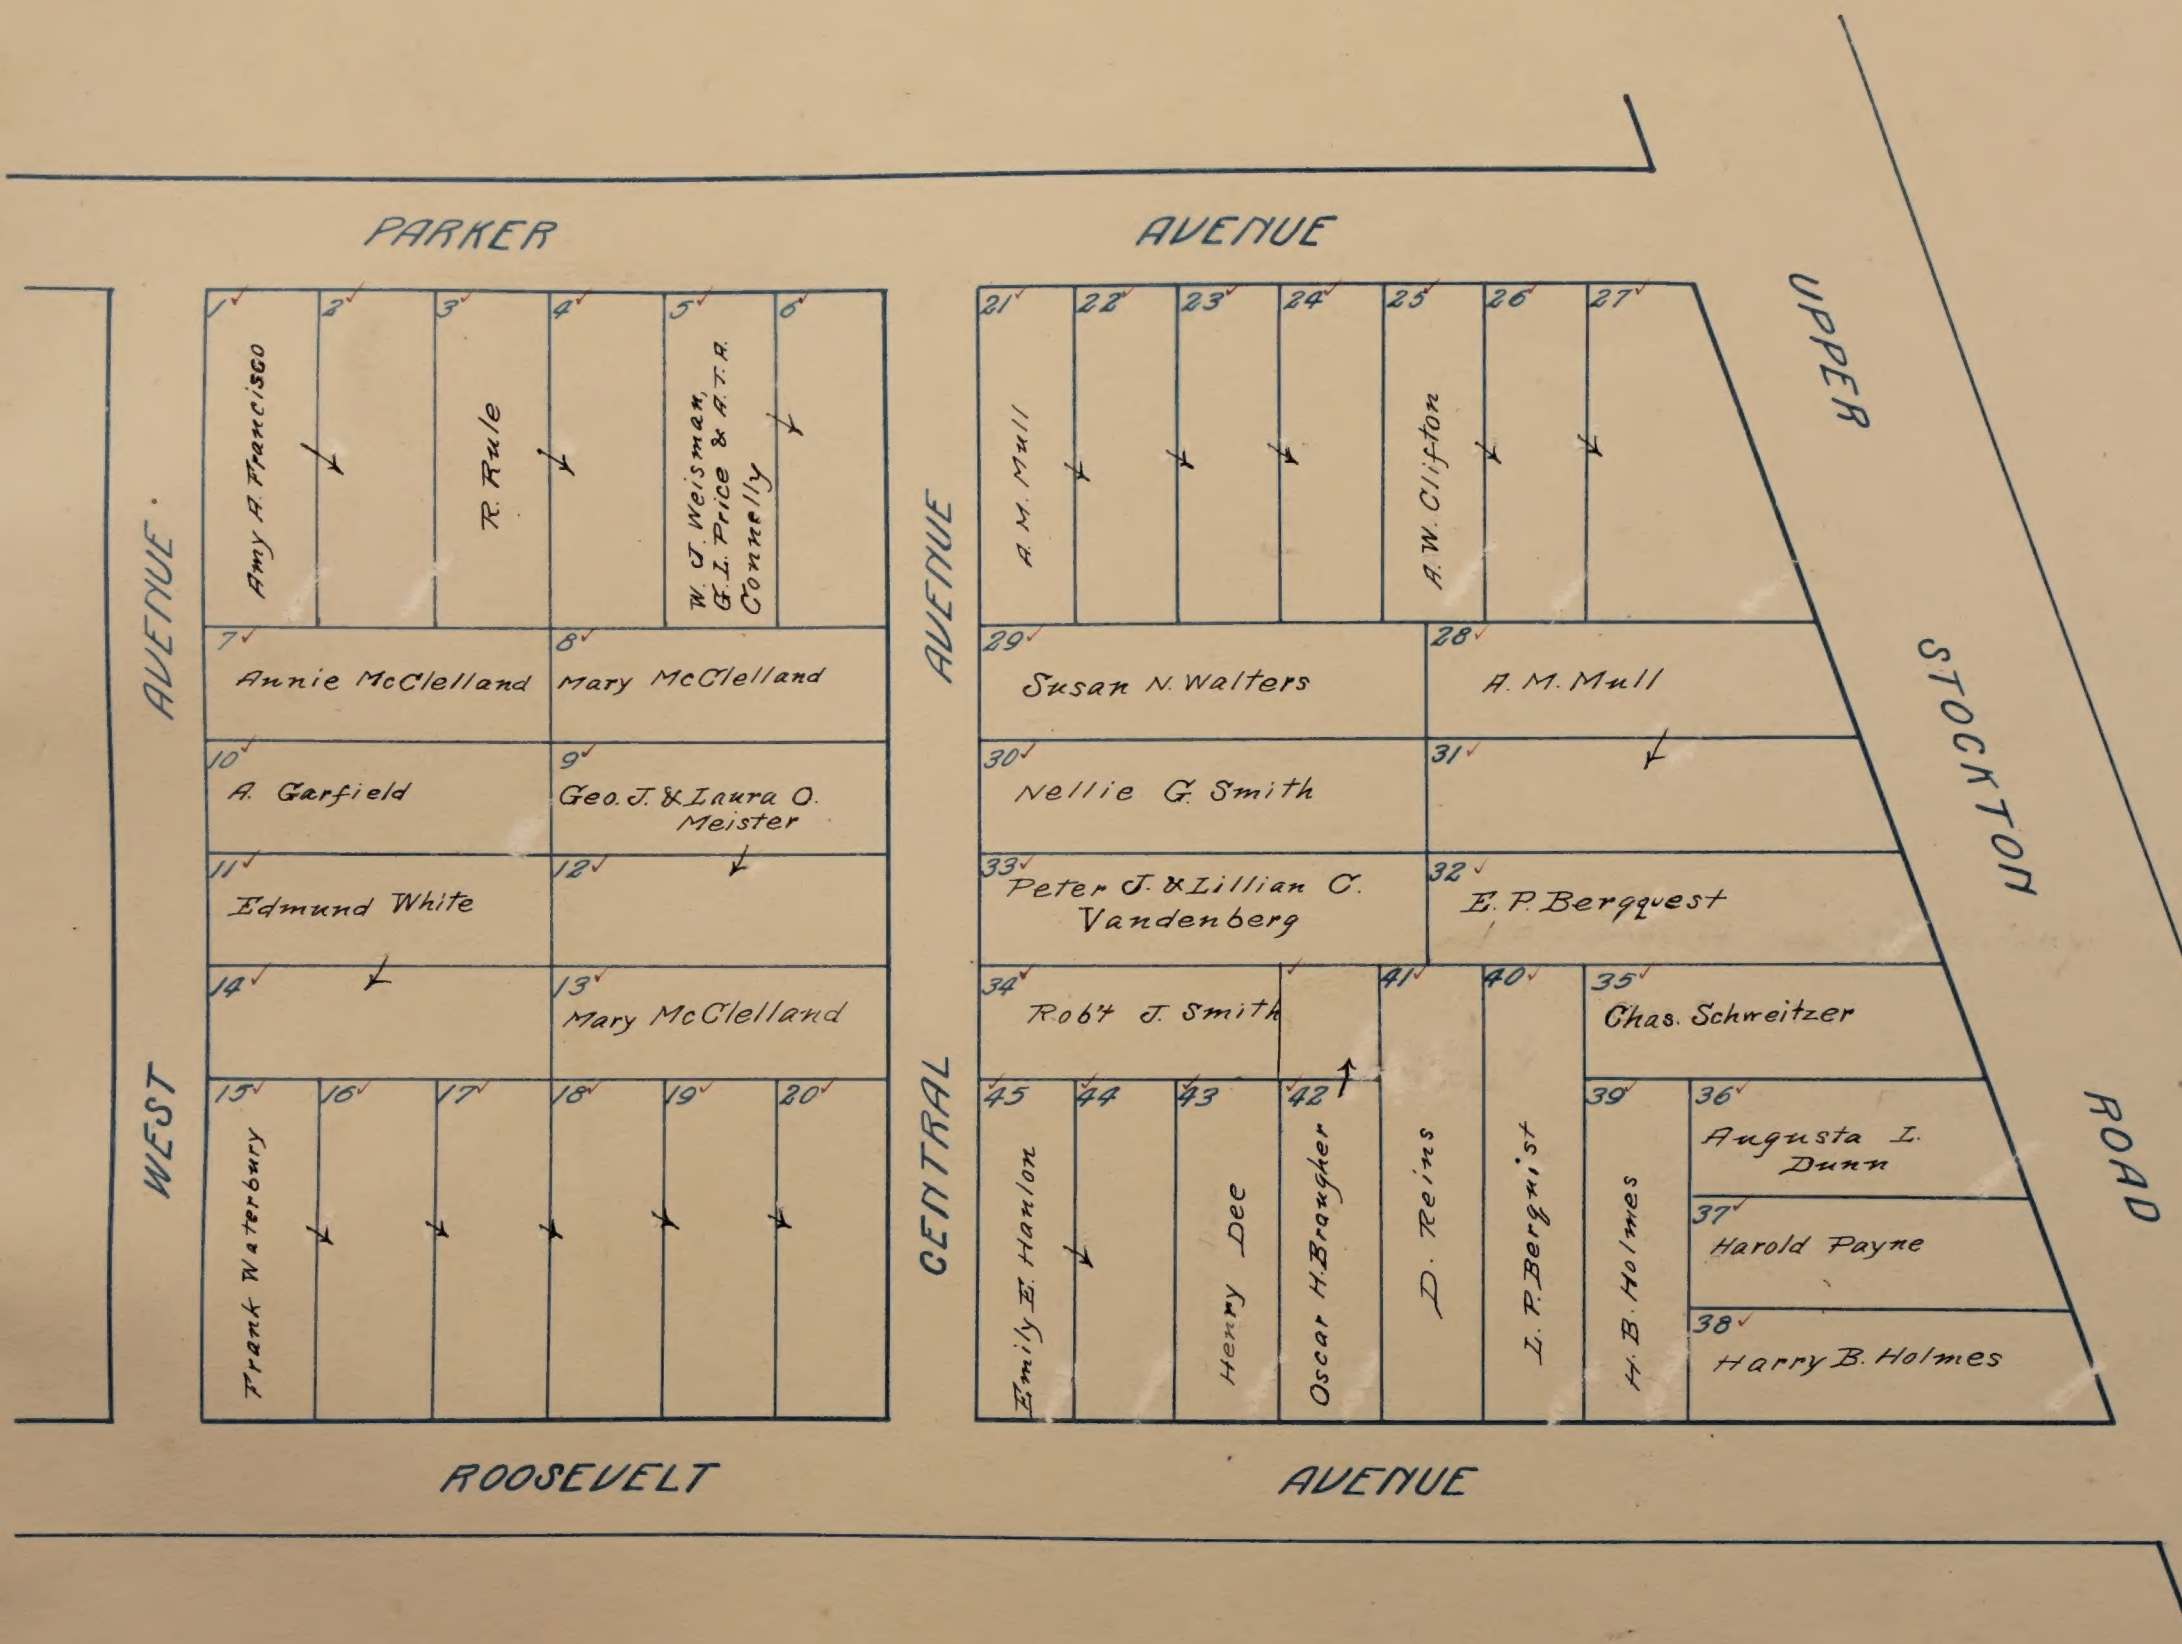 PARKER AVENUE
UPPER
STOCKTON
ROAD
WEST AVENUE
CENTRAL AVENUE
1
Amy A. Francisco
2
3
R. Rule
4
5
W. J. Weisman,
G. I. Price & A. T. A.
Connelly
6
7
Annie McClelland
8
Mary McClelland
10
A. Garfield
9
Geo. J. & Laura O.
Meister
11
Edmund White
12
14
13
Mary McClelland
15
Frank Waterbury
16
17
18
19
20
21
A. M. Mull
22
23
24
25
A. W. Clifton
26
27
29
Susan N. Walters
28
A. M. Mull
30
Nellie G. Smith
31
33
Peter J. & Lillian C.
Vandenberg
32
E. P. Bergquest
34
Rob't J. Smith
41
D. Reins
40
I. P. Berquist
35
Chas. Schweitzer
45
Emily E. Hanlon
44
43
Henry Dee
42
Oscar H. Braugher
39
H. B. Holmes
36
Augusta I.
Dunn
37
Harold Payne
38
Harry B. Holmes
ROOSEVELT AVENUE